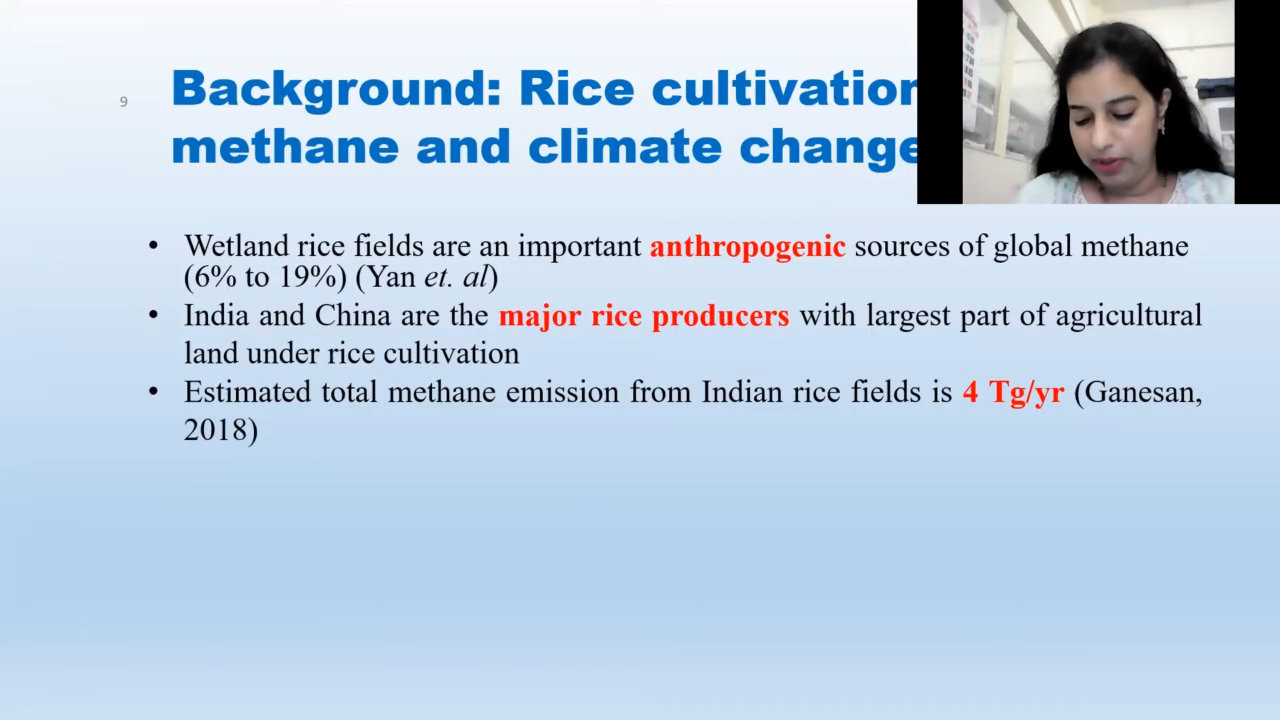 9
Background: Rice cultivation
methane and climate change
Wetland rice fields are an important anthropogenic sources of global methane
(6% to 19%) (Yan et. al)
India and China are the major rice producers with largest part of agricultural
land under rice cultivation
Estimated total methane emission from Indian rice fields is 4 Tg/yr (Ganesan,
2018)